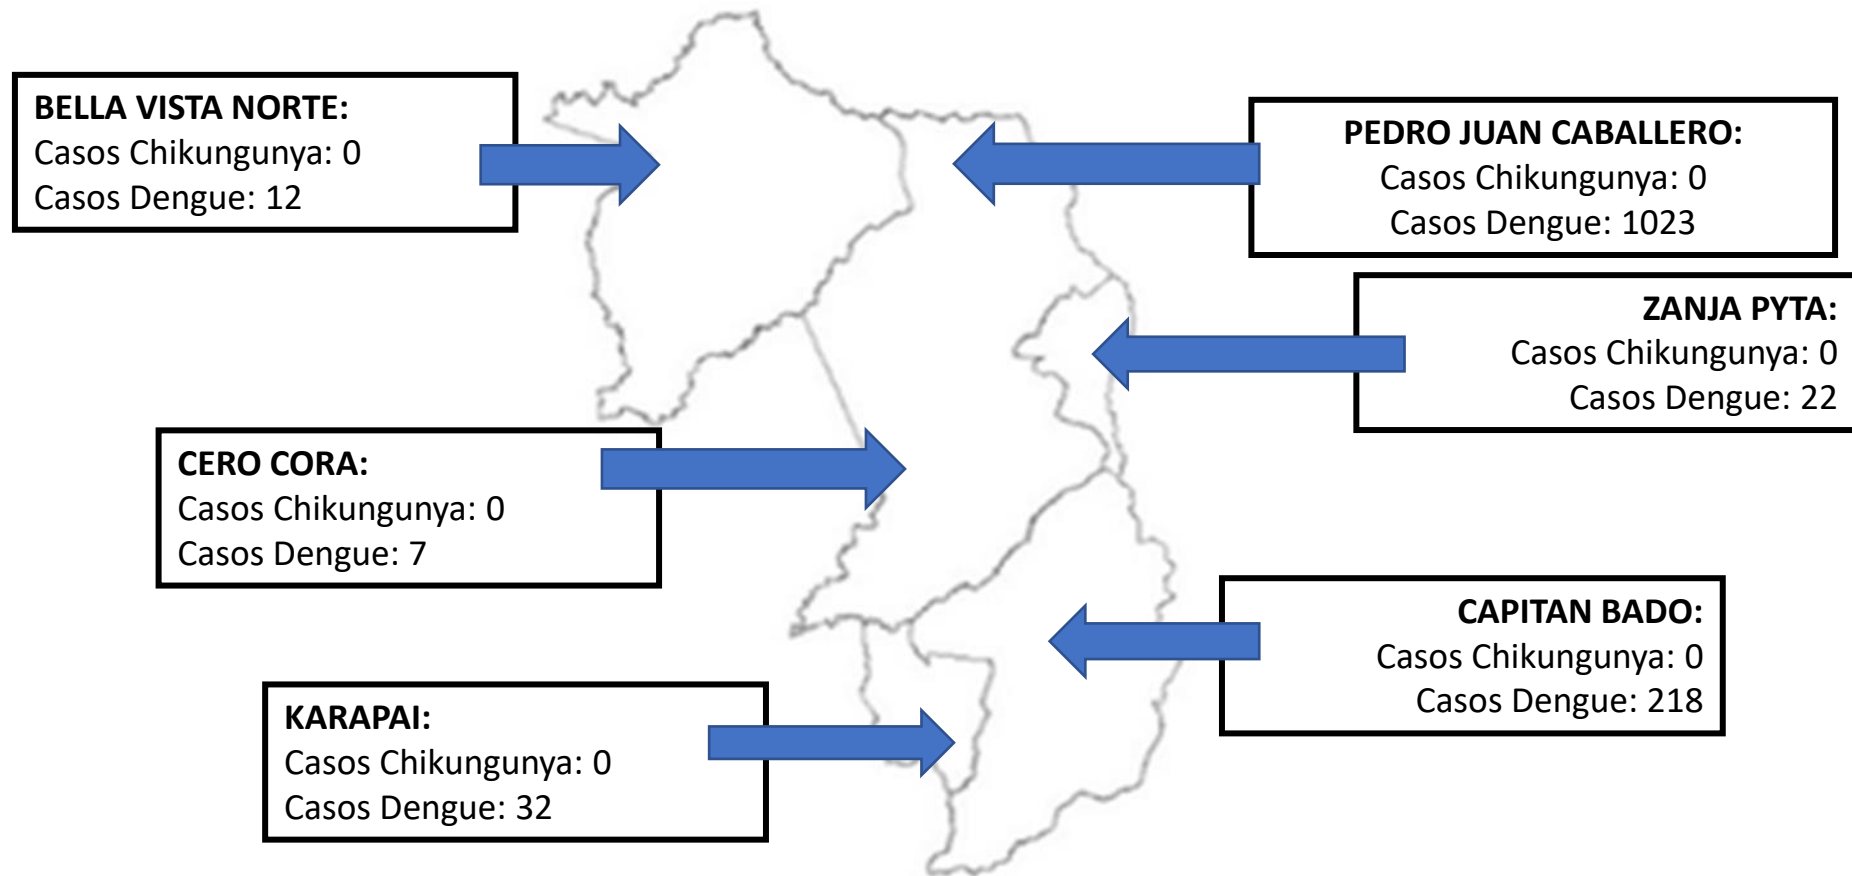 BELLA VISTA NORTE:
Casos Chikungunya: 0
Casos Dengue: 12
PEDRO JUAN CABALLERO:
Casos Chikungunya: 0
Casos Dengue: 1023
ZANJA PYTA:
Casos Chikungunya: 0
Casos Dengue: 22
CERO CORA:
Casos Chikungunya: 0
Casos Dengue: 7
CAPITAN BADO:
Casos Chikungunya: 0
Casos Dengue: 218
KARAPAI:
Casos Chikungunya: 0
Casos Dengue: 32